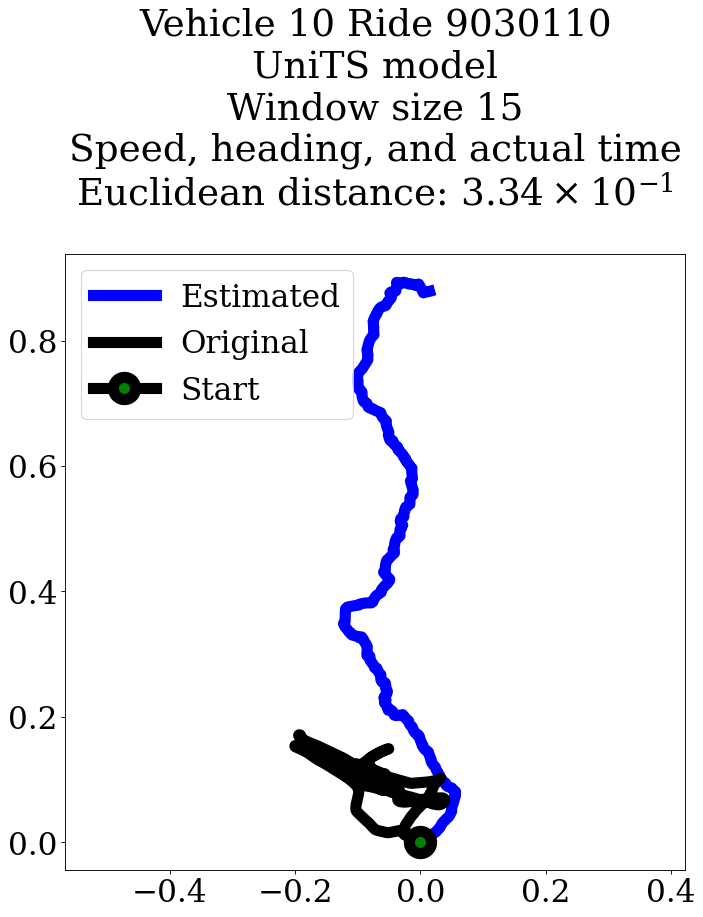 Vehicle 10 Ride 9030110
UniTS model
Window size 15
Speed, heading, and actual time
Euclidean distance: 3.34 × 10⁻¹
Estimated
Original
Start
0.8
0.6
0.4
0.2
0.0
−0.4 −0.2 0.0 0.2 0.4